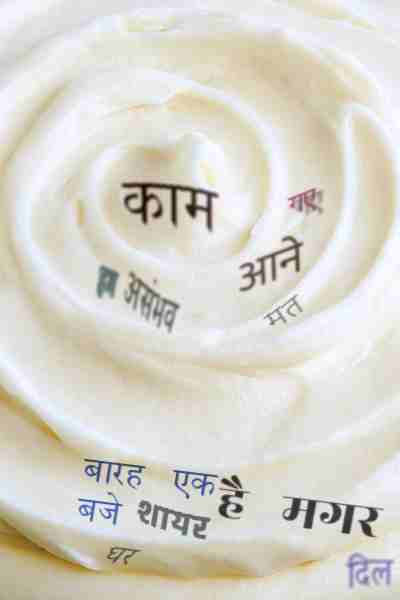 काम
आने
असंभव
मत
बारह एक है मगर
बजे शायर
घर
दिल